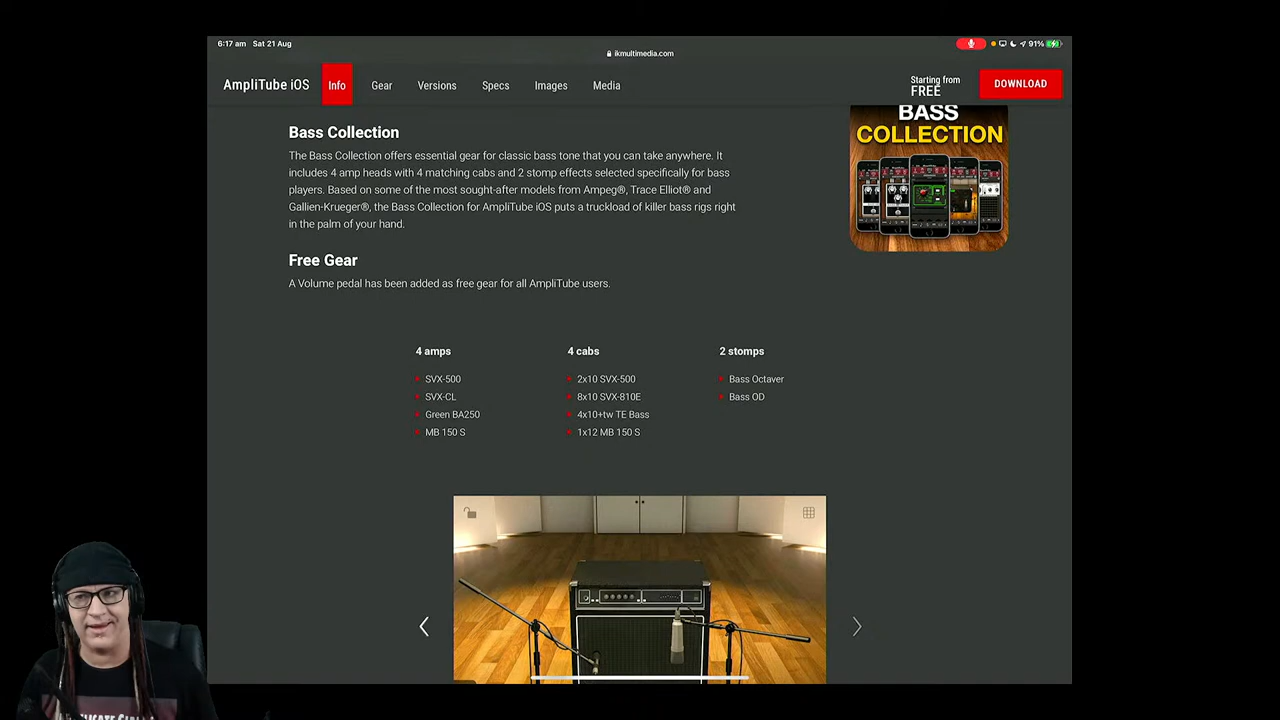 6:17 am Sat 21 Aug
ikmultimedia.com
91%
AmpliTube iOS Info Gear Versions Specs Images Media
Starting from
FREE
DOWNLOAD
BASS
COLLECTION
Bass Collection
The Bass Collection offers essential gear for classic bass tone that you can take anywhere. It
includes 4 amp heads with 4 matching cabs and 2 stomp effects selected specifically for bass
players. Based on some of the most sought-after models from Ampeg®, Trace Elliot® and
Gallien-Krueger®, the Bass Collection for AmpliTube iOS puts a truckload of killer bass rigs right
in the palm of your hand.
Free Gear
A Volume pedal has been added as free gear for all AmpliTube users.
4 amps
SVX-500
SVX-CL
Green BA250
MB 150 S
4 cabs
2x10 SVX-500
8x10 SVX-810E
4x10+tw TE Bass
1x12 MB 150 S
2 stomps
Bass Octaver
Bass OD